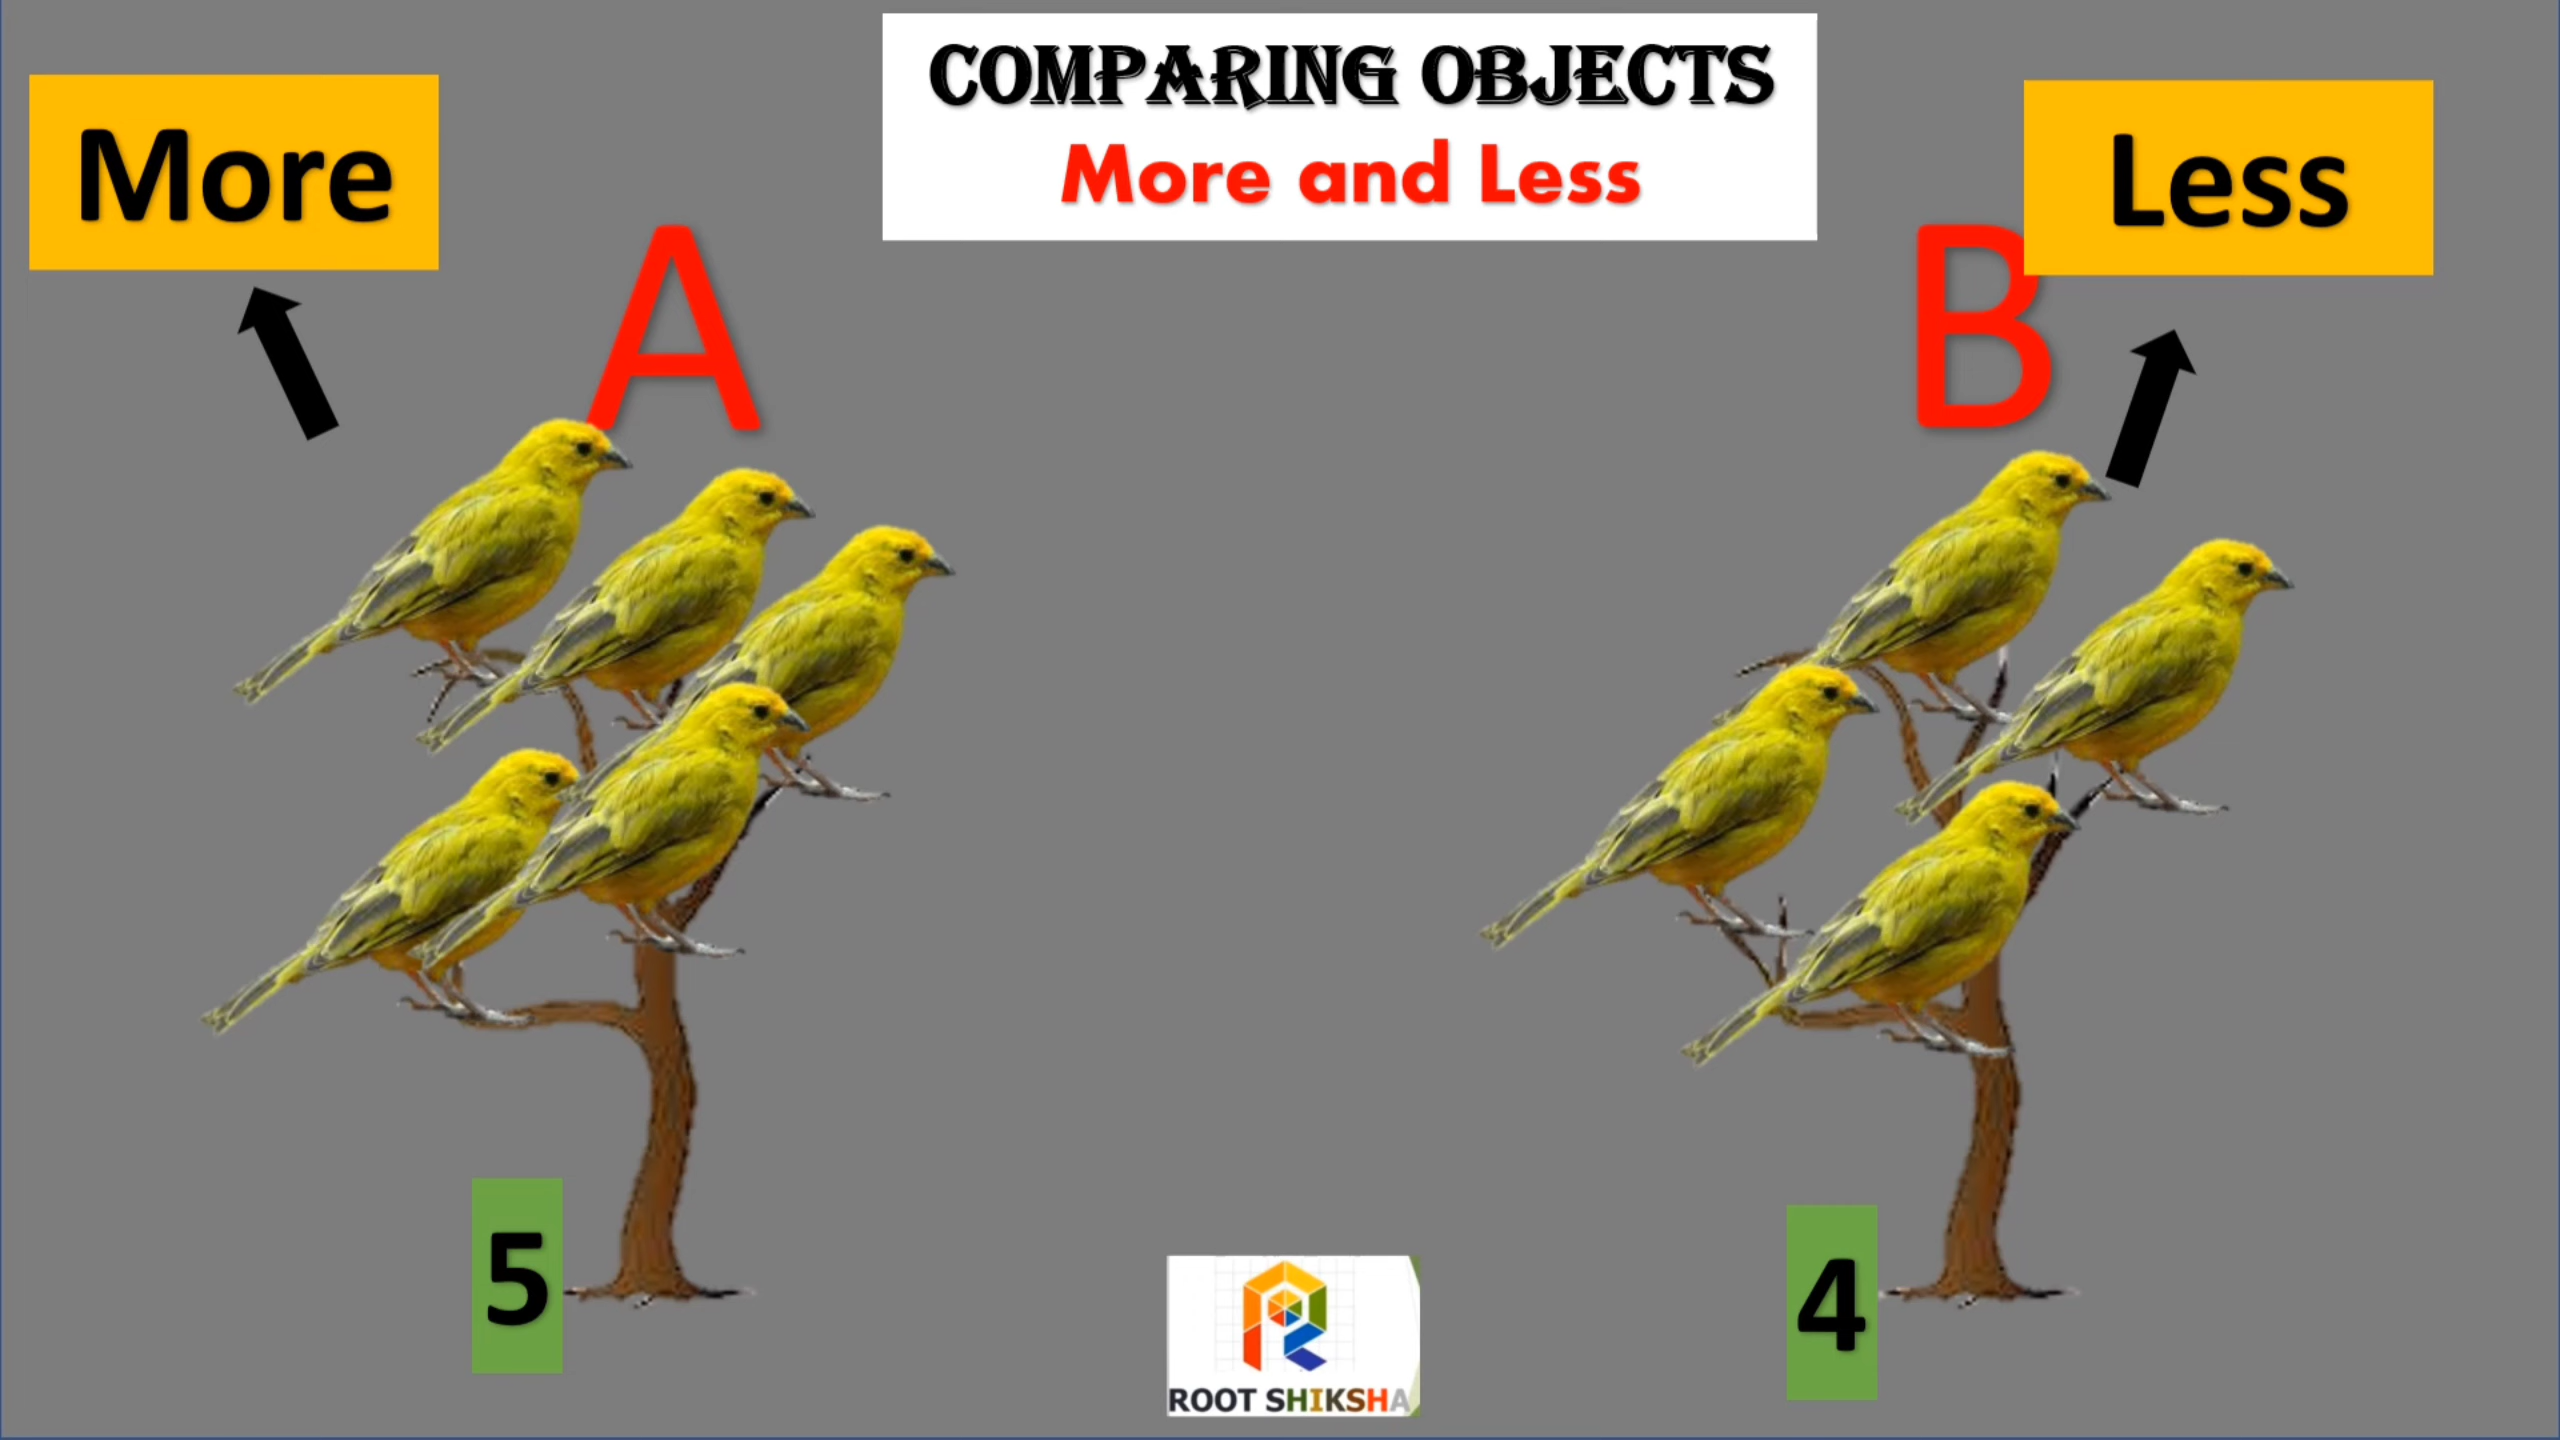 COMPARING OBJECTS
More and Less
More
Less
A
B
5
4
ROOT SHIKSHA